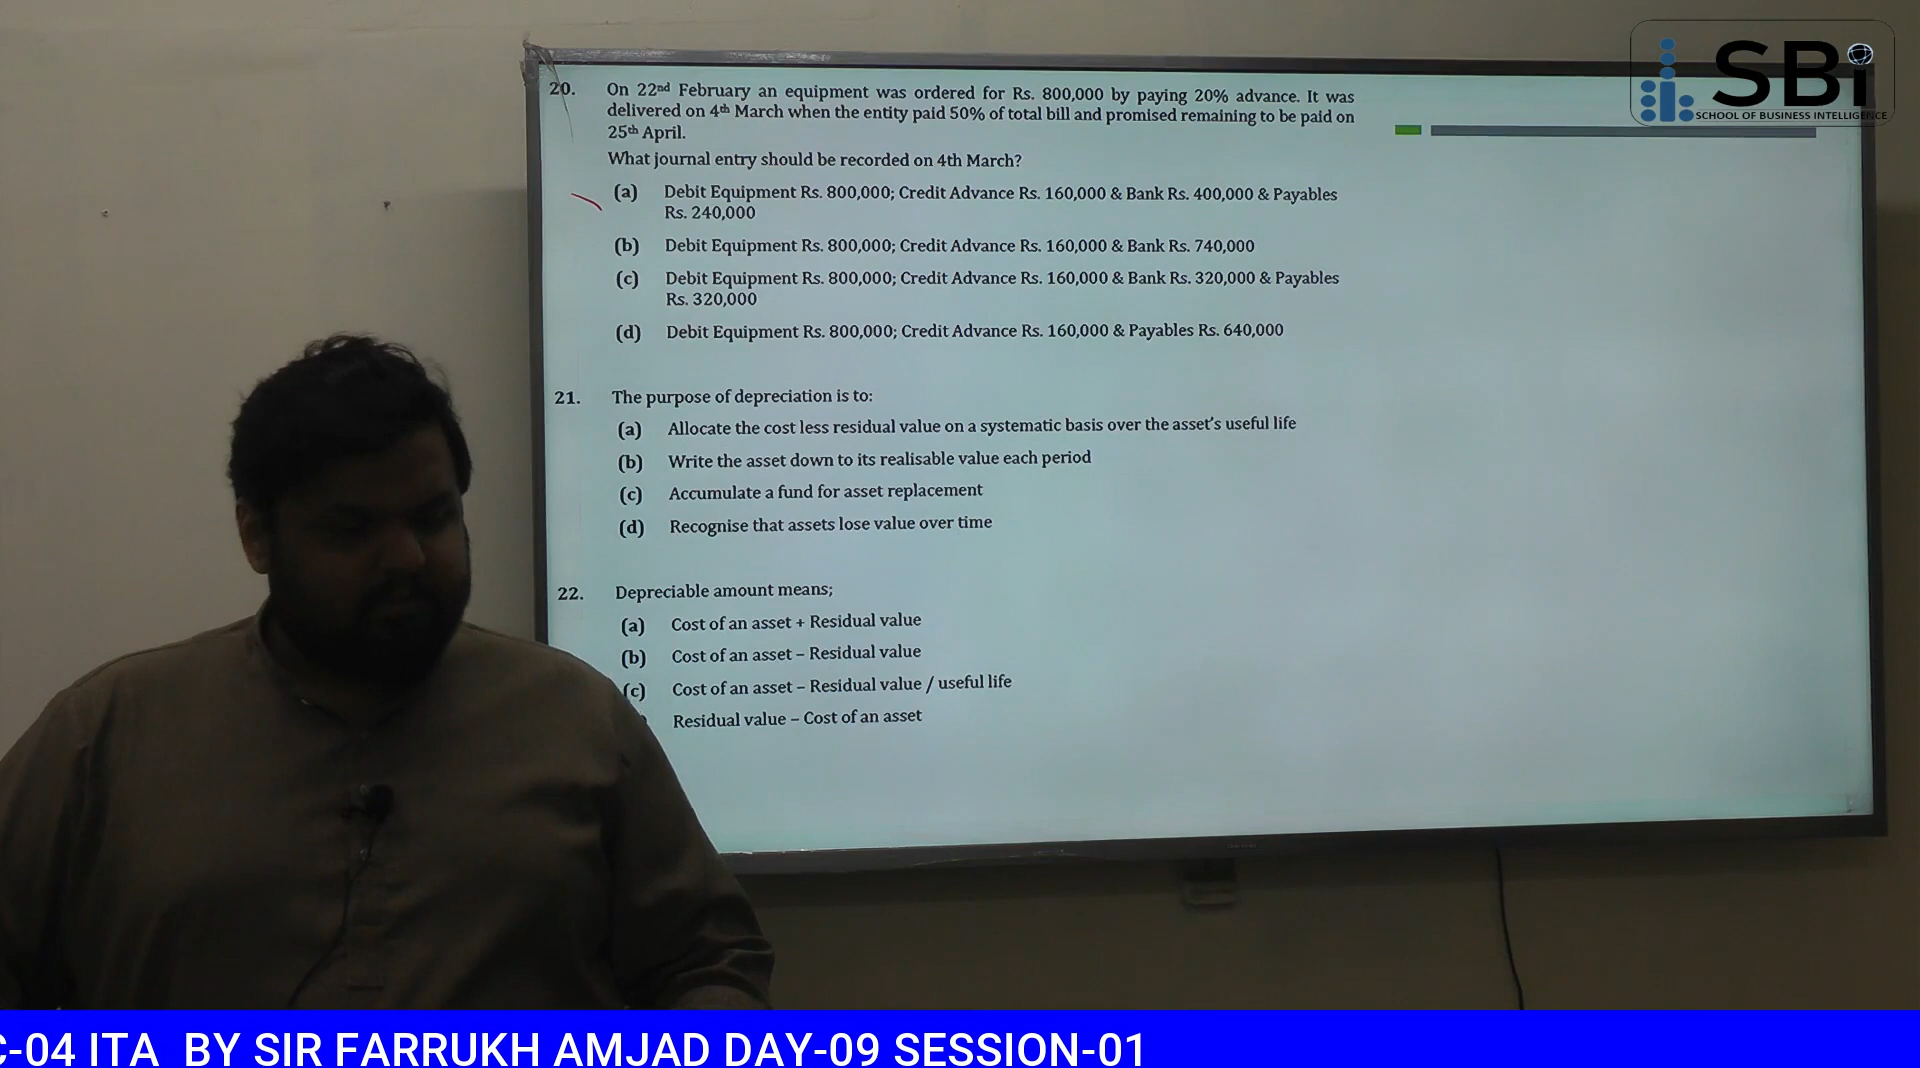 SBi
SCHOOL OF BUSINESS INTELLIGENCE
20. On 22nd February an equipment was ordered for Rs. 800,000 by paying 20% advance. It was
delivered on 4th March when the entity paid 50% of total bill and promised remaining to be paid on
25th April.
What journal entry should be recorded on 4th March?
(a) Debit Equipment Rs. 800,000; Credit Advance Rs. 160,000 & Bank Rs. 400,000 & Payables
Rs. 240,000
(b) Debit Equipment Rs. 800,000; Credit Advance Rs. 160,000 & Bank Rs. 740,000
(c) Debit Equipment Rs. 800,000; Credit Advance Rs. 160,000 & Bank Rs. 320,000 & Payables
Rs. 320,000
(d) Debit Equipment Rs. 800,000; Credit Advance Rs. 160,000 & Payables Rs. 640,000
21. The purpose of depreciation is to:
(a) Allocate the cost less residual value on a systematic basis over the asset's useful life
(b) Write the asset down to its realisable value each period
(c) Accumulate a fund for asset replacement
(d) Recognise that assets lose value over time
22. Depreciable amount means;
(a) Cost of an asset + Residual value
(b) Cost of an asset – Residual value
(c) Cost of an asset – Residual value / useful life
Residual value – Cost of an asset
-04 ITA BY SIR FARRUKH AMJAD DAY-09 SESSION-01